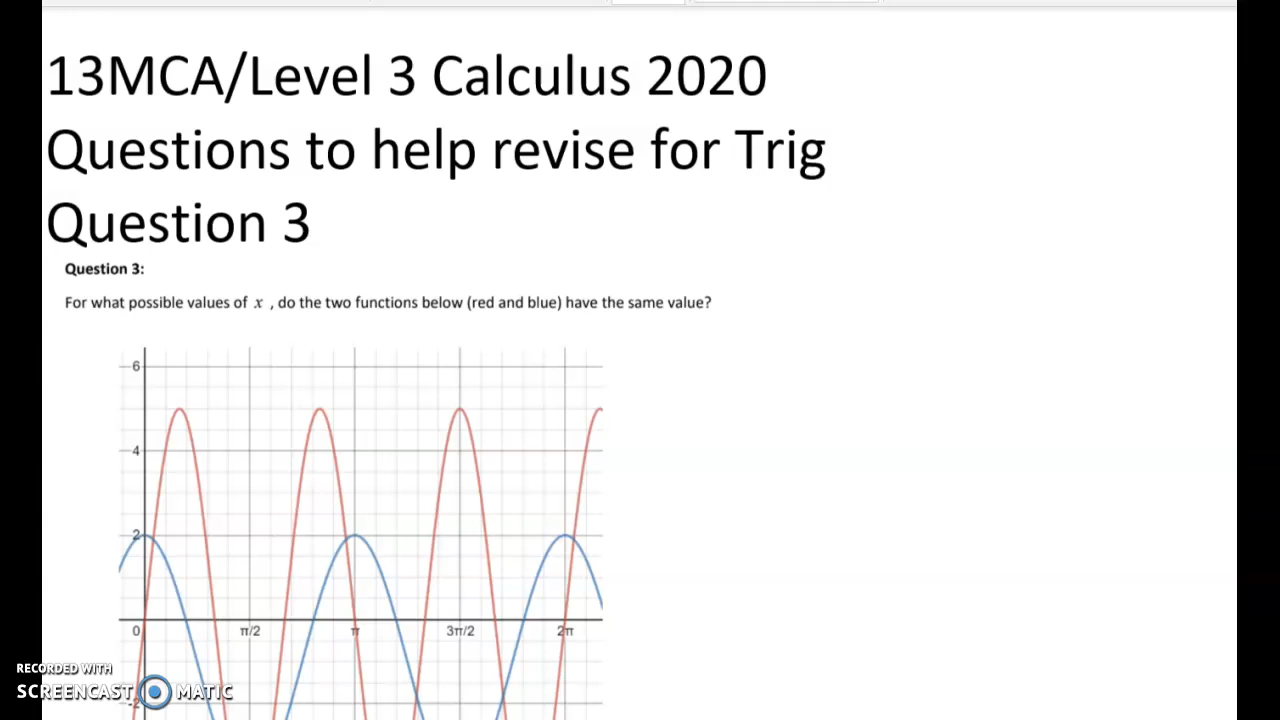 13MCA/Level 3 Calculus 2020
Questions to help revise for Trig
Question 3
Question 3:
For what possible values of x , do the two functions below (red and blue) have the same value?
6
4
2
0 π/2 π 3π/2 2π
-2
RECORDED WITH
SCREENCAST MATIC